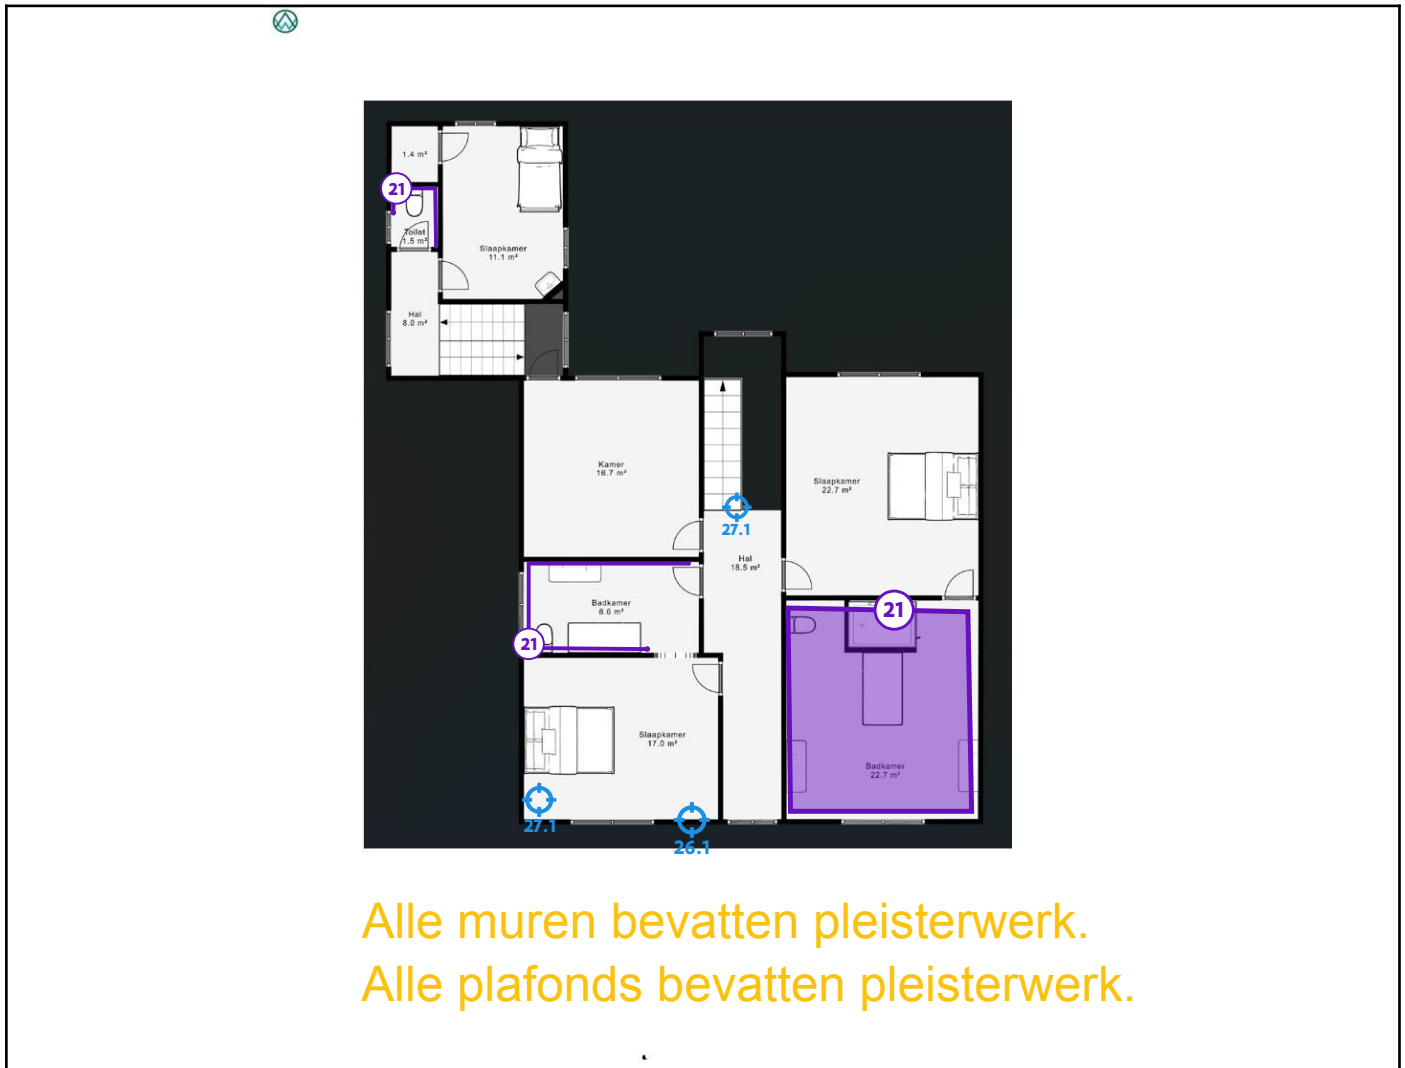 1.4 m²
21
Toilet
1.5 m²
Slaapkamer
11.1 m²
Hal
8.0 m²
Kamer
16.7 m²
Slaapkamer
22.7 m²
27.1
Hal
18.5 m²
Badkamer
8.6 m²
21
21
Slaapkamer
17.0 m²
Badkamer
22.7 m²
27.1
26.1
Alle muren bevatten pleisterwerk.
Alle plafonds bevatten pleisterwerk.